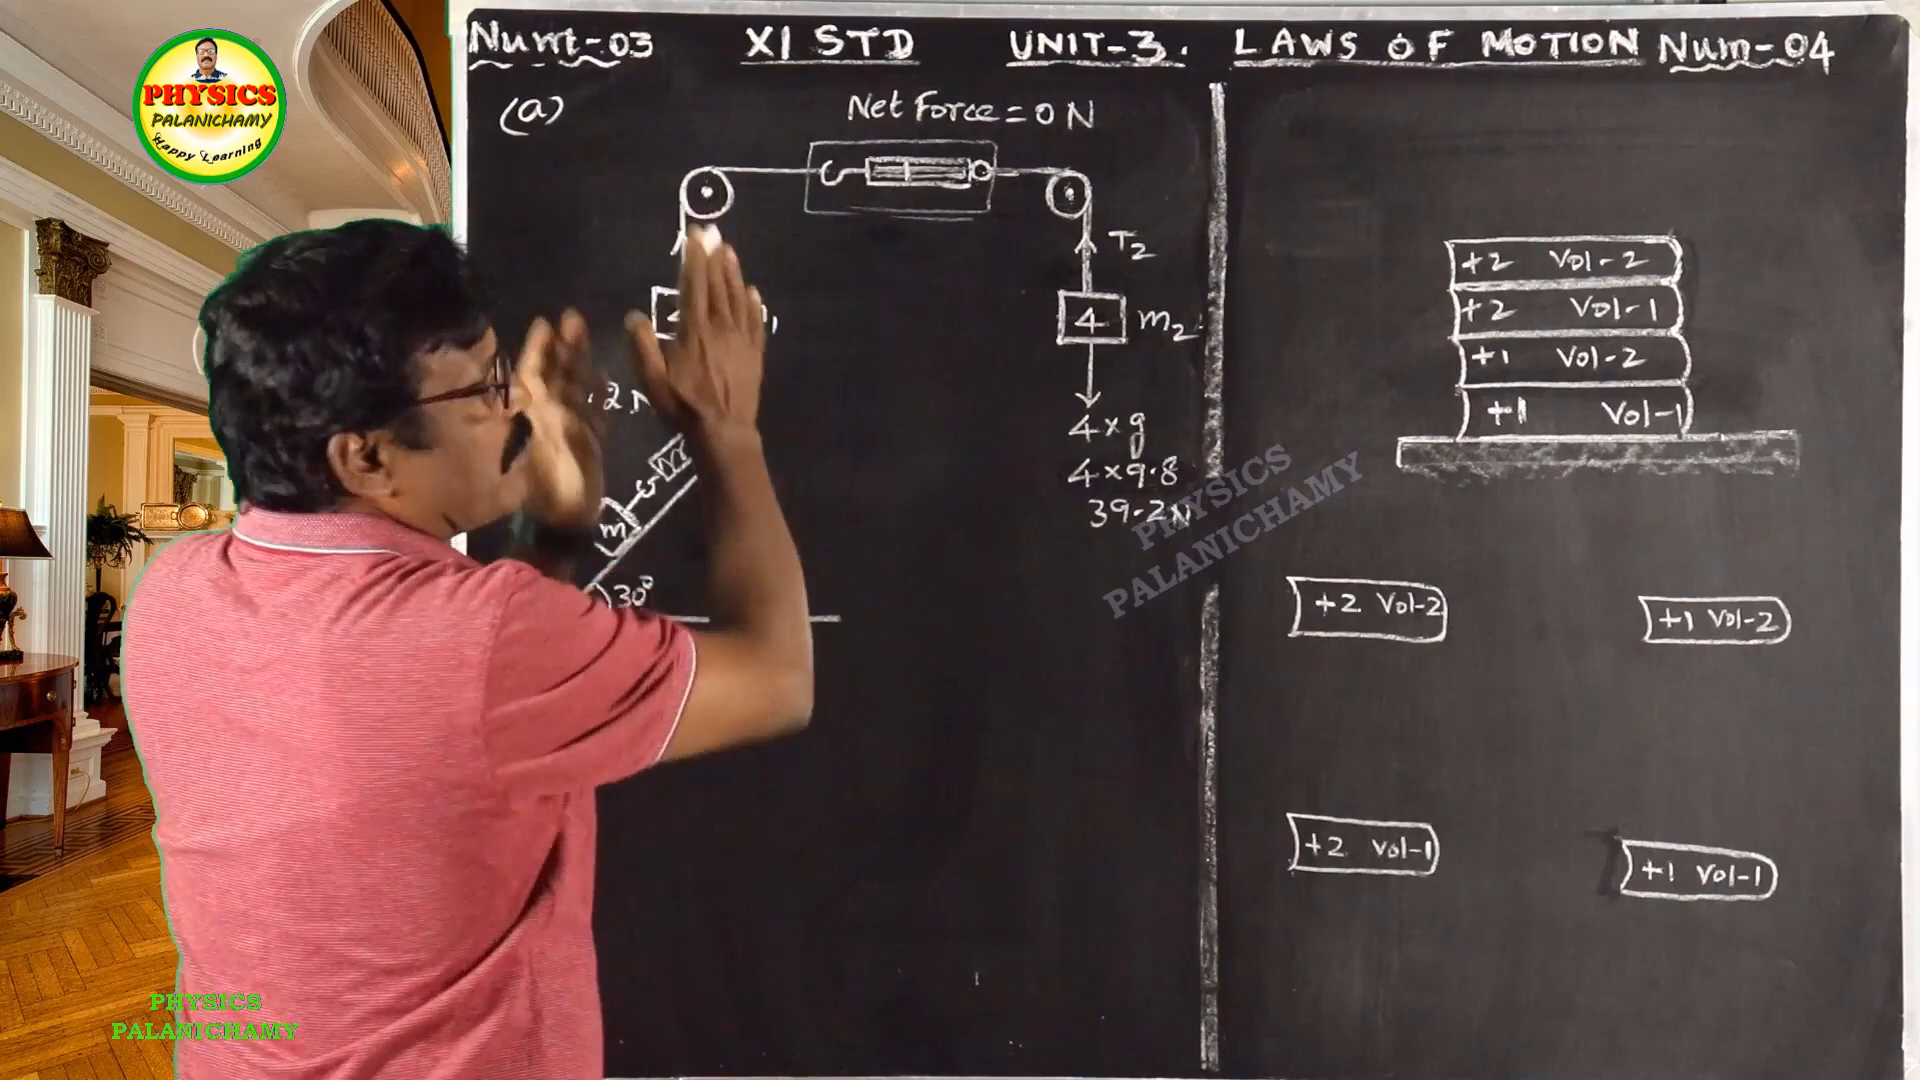 PHYSICS
PALANICHAMY
Happy Learning
Num-03 XI STD UNIT-3. LAWS OF MOTION Num-04
(a)
Net Force = 0 N
T2
4 m2
4 × g
4 × 9.8
39.2 N
.2 N
m
30°
+2 Vol-2
+2 Vol-1
+1 Vol-2
+1 Vol-1
+2 Vol-2
+1 Vol-2
+2 Vol-1
+1 Vol-1
PHYSICS
PALANICHAMY
PHYSICS
PALANICHAMY